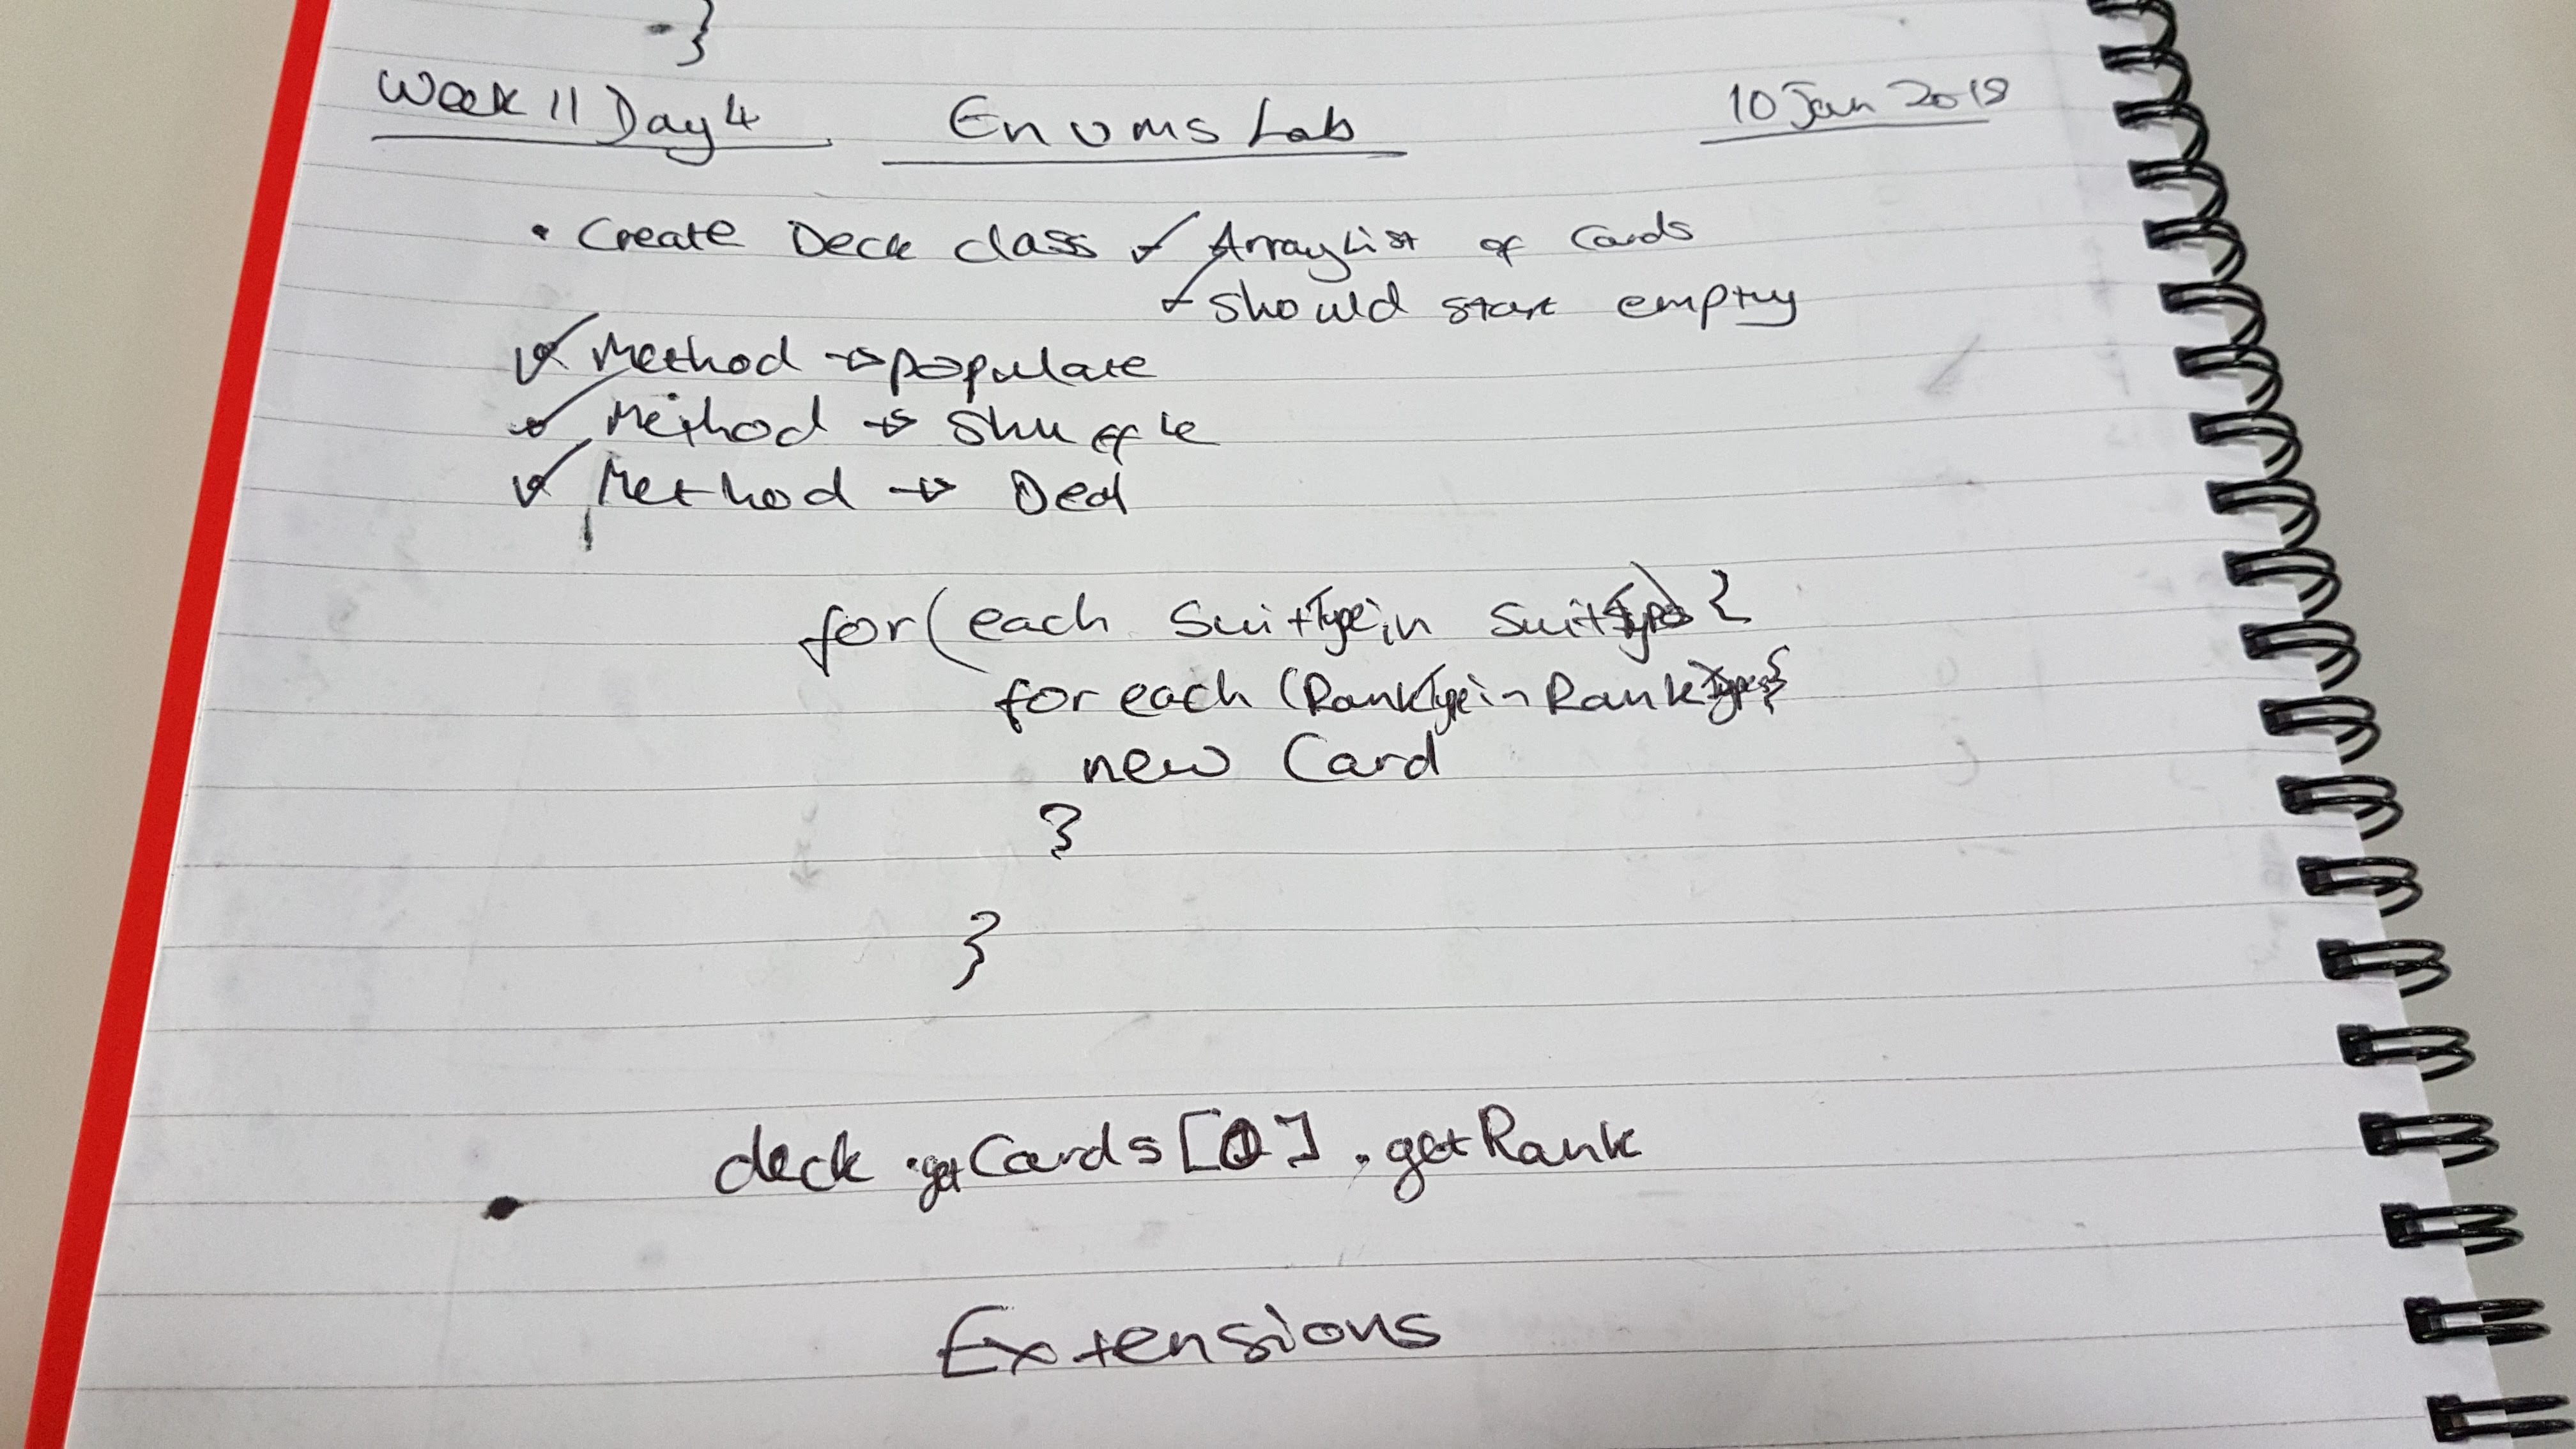 }
Week 11 Day 4 Enums Lab 10 Jan 2018
• Create Deck class ✓ ArrayList of Cards
✓ should start empty
✓ Method → populate
✓ Method → Shuffle
✓ Method → Deal
for ( each SuitType in SuitTypes) {
for each (RankType in RankTypes {
new Card
}
}
deck.getCards[0].getRank
Extensions